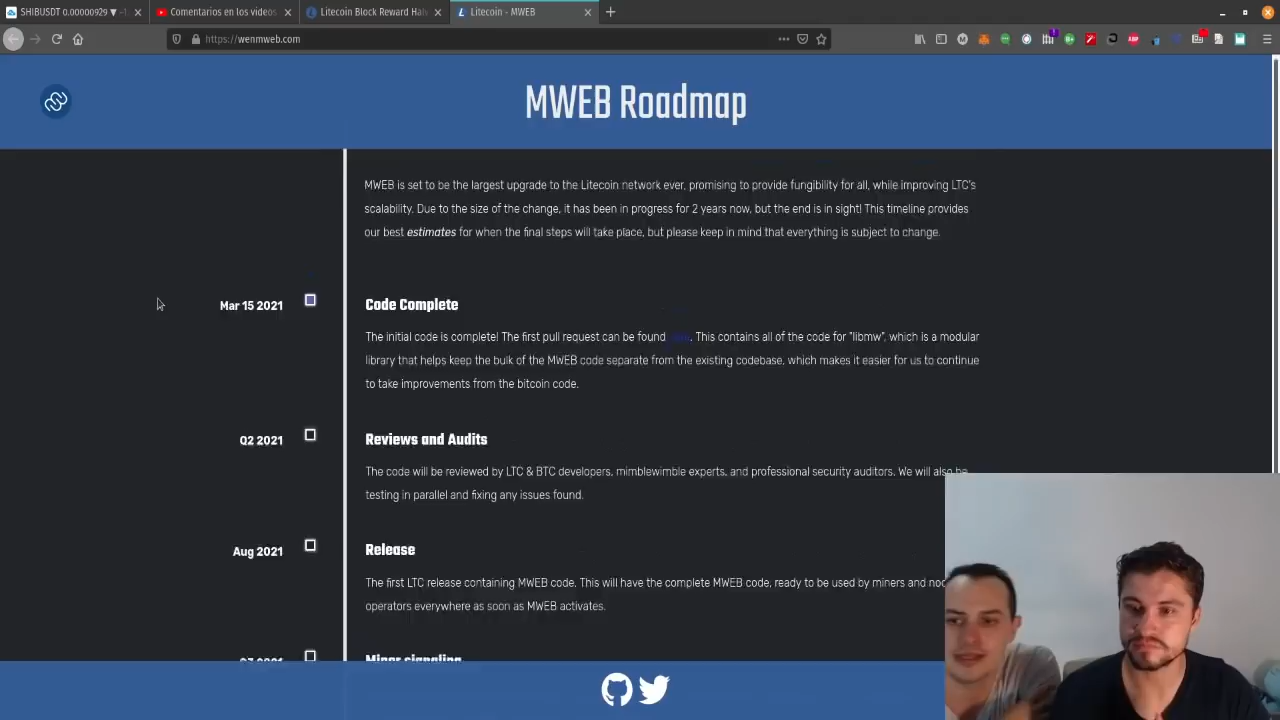 SHIBUSDT 0.00000929 ▼ -1
Comentarios en los videos
Litecoin Block Reward Halv
Litecoin - MWEB
https://wenmweb.com
MWEB Roadmap
MWEB is set to be the largest upgrade to the Litecoin network ever, promising to provide fungibility for all, while improving LTC's
scalability. Due to the size of the change, it has been in progress for 2 years now, but the end is in sight! This timeline provides
our best estimates for when the final steps will take place, but please keep in mind that everything is subject to change.
Mar 15 2021
Code Complete
The initial code is complete! The first pull request can be found here. This contains all of the code for "libmw", which is a modular
library that helps keep the bulk of the MWEB code separate from the existing codebase, which makes it easier for us to continue
to take improvements from the bitcoin code.
Q2 2021
Reviews and Audits
The code will be reviewed by LTC & BTC developers, mimblewimble experts, and professional security auditors. We will also be
testing in parallel and fixing any issues found.
Aug 2021
Release
The first LTC release containing MWEB code. This will have the complete MWEB code, ready to be used by miners and
operators everywhere as soon as MWEB activates.
Miner signaling